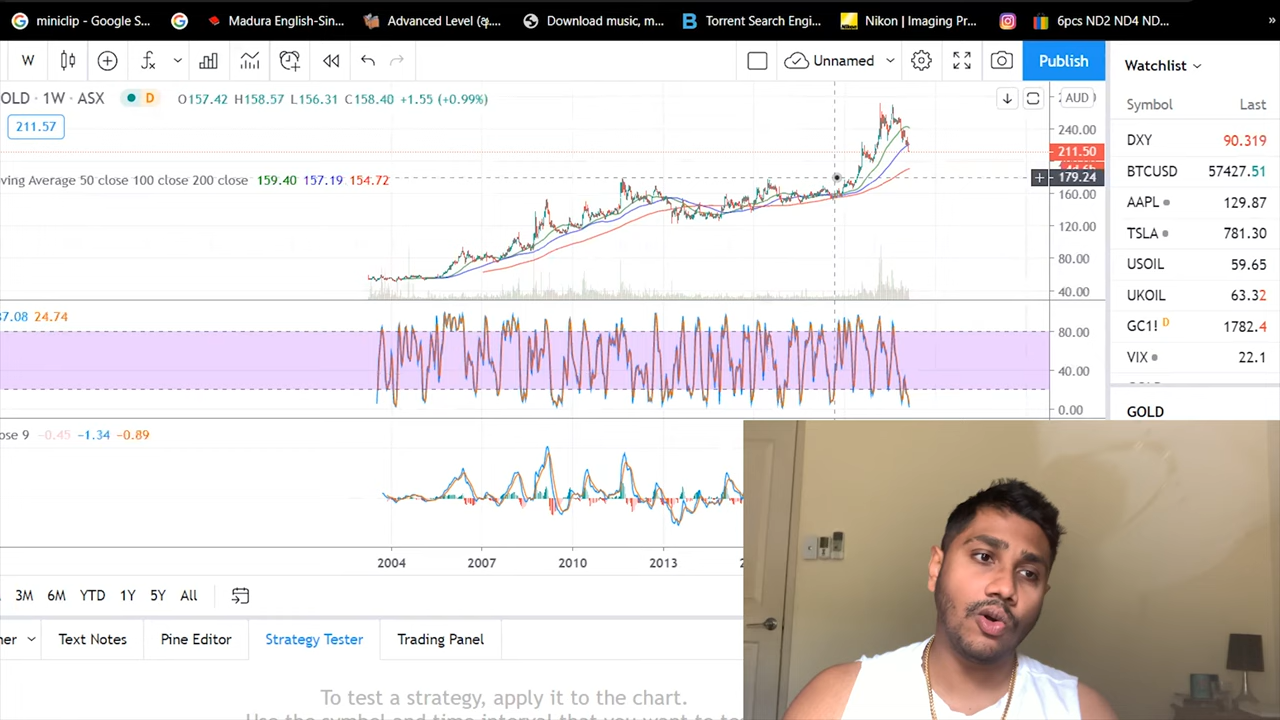 miniclip - Google S... Madura English-Sin... Advanced Level (අ... Download music, m... Torrent Search Engi... Nikon | Imaging Pr... 6pcs ND2 ND4 ND... »
W Unnamed Publish
OLD · 1W · ASX D O157.42 H158.57 L156.31 C158.40 +1.55 (+0.99%)
211.57
ving Average 50 close 100 close 200 close 159.40 157.19 154.72
AUD
240.00
211.50
179.24
160.00
120.00
80.00
40.00
37.08 24.74
80.00
40.00
0.00
ose 9 -0.45 -1.34 -0.89
2004 2007 2010 2013
3M 6M YTD 1Y 5Y All
ner Text Notes Pine Editor Strategy Tester Trading Panel
To test a strategy, apply it to the chart.
Watchlist
Symbol Last
DXY 90.319
BTCUSD 57427.51
AAPL 129.87
TSLA 781.30
USOIL 59.65
UKOIL 63.32
GC1! D 1782.4
VIX 22.1
GOLD